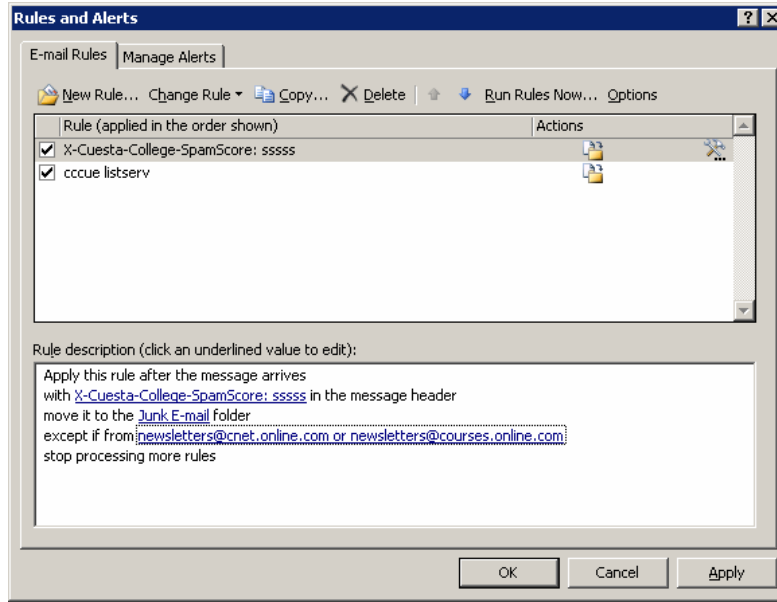 Rules and Alerts
E-mail Rules Manage Alerts
New Rule... Change Rule Copy... Delete Run Rules Now... Options
Rule (applied in the order shown) Actions
X-Cuesta-College-SpamScore: sssss
cccue listserv
Rule description (click an underlined value to edit):
Apply this rule after the message arrives
with X-Cuesta-College-SpamScore: sssss in the message header
move it to the Junk E-mail folder
except if from newsletters@cnet.online.com or newsletters@courses.online.com
stop processing more rules
OK Cancel Apply